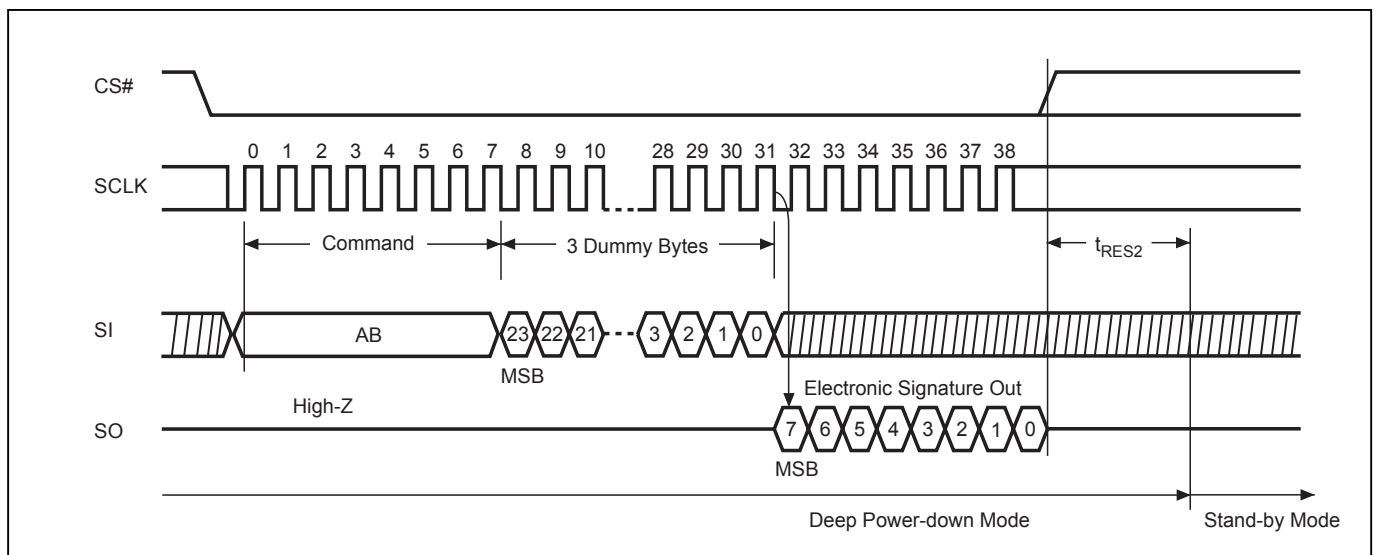 CS#
0 1 2 3 4 5 6 7 8 9 10 28 29 30 31 32 33 34 35 36 37 38
SCLK
Command
3 Dummy Bytes
tRES2
SI
AB
23 22 21 3 2 1 0
MSB
Electronic Signature Out
High-Z
SO
7 6 5 4 3 2 1 0
MSB
Deep Power-down Mode
Stand-by Mode